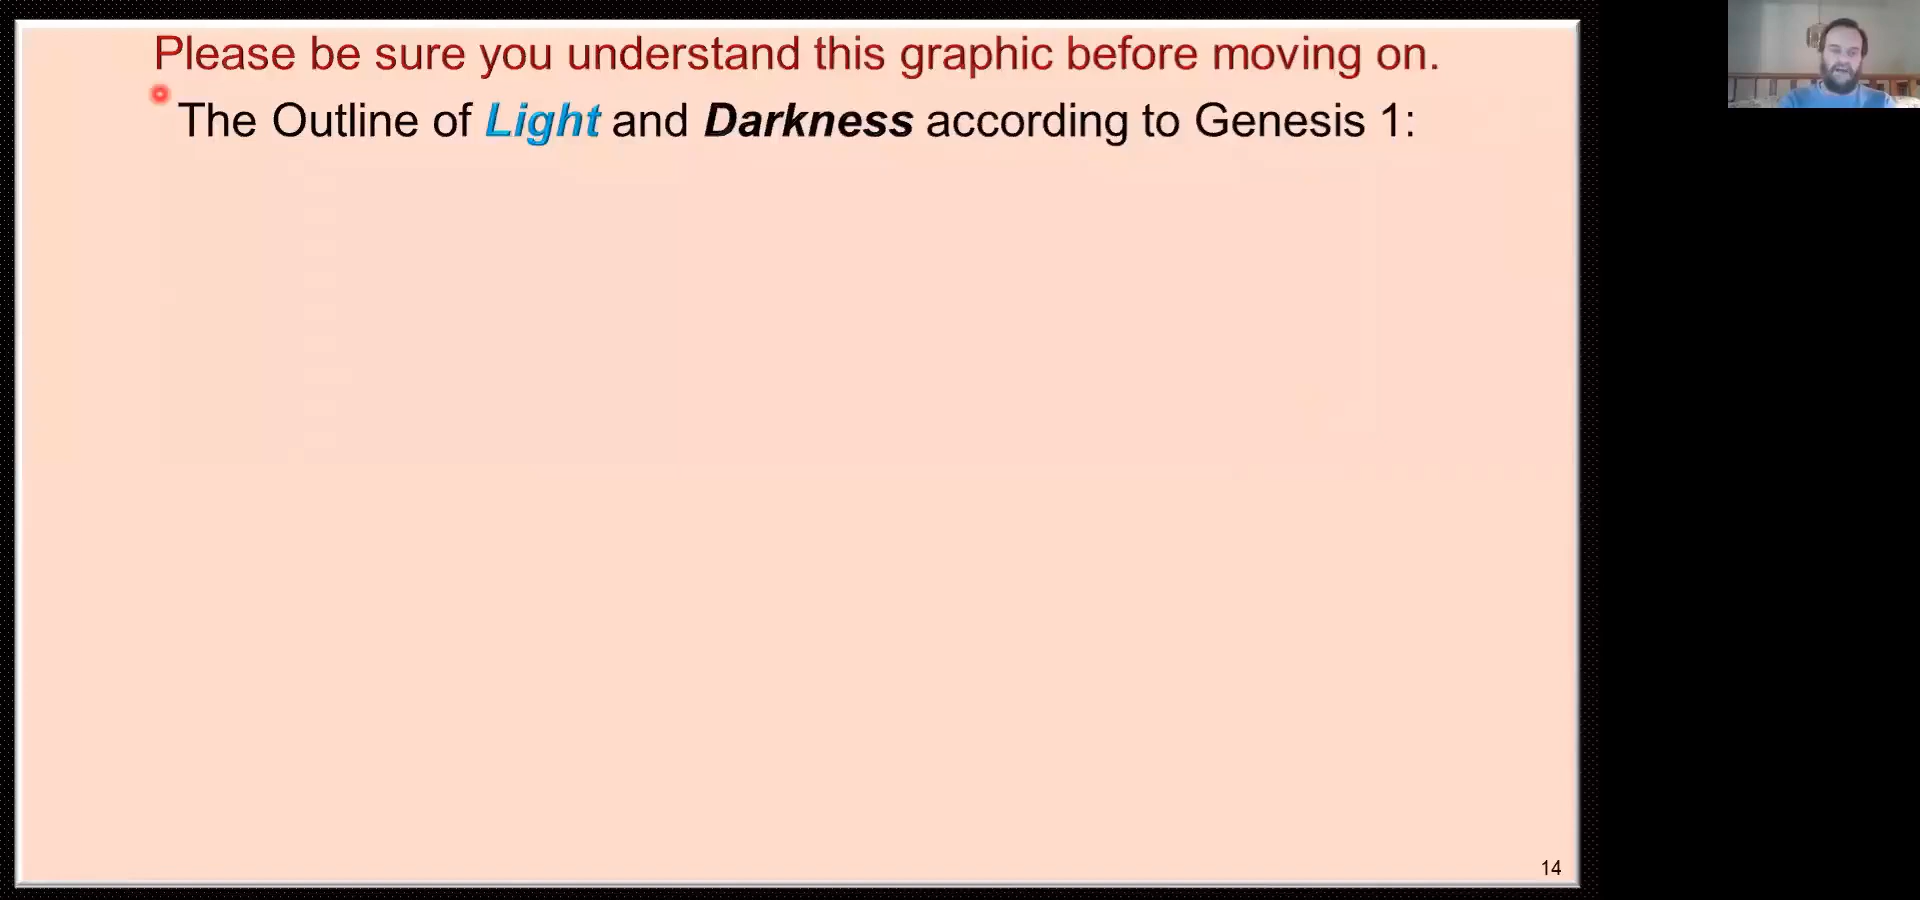 Please be sure you understand this graphic before moving on.
The Outline of Light and Darkness according to Genesis 1:
14